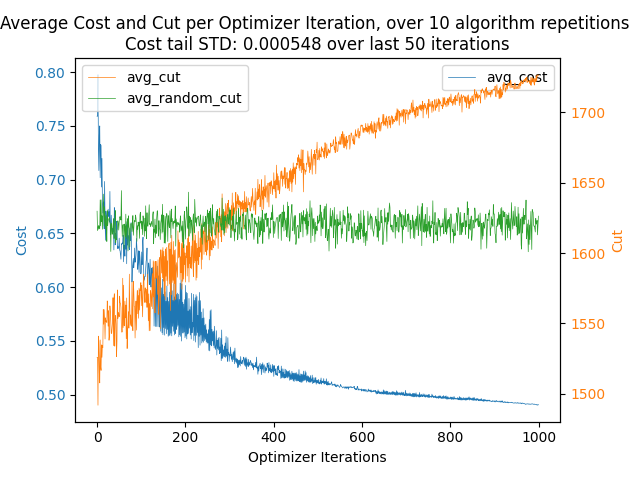 Average Cost and Cut per Optimizer Iteration, over 10 algorithm repetitions
Cost tail STD: 0.000548 over last 50 iterations
avg_cut
avg_random_cut
avg_cost
0.80
0.75
0.70
0.65
0.60
0.55
0.50
Cost
1700
1650
1600
1550
1500
Cut
0 200 400 600 800 1000
Optimizer Iterations